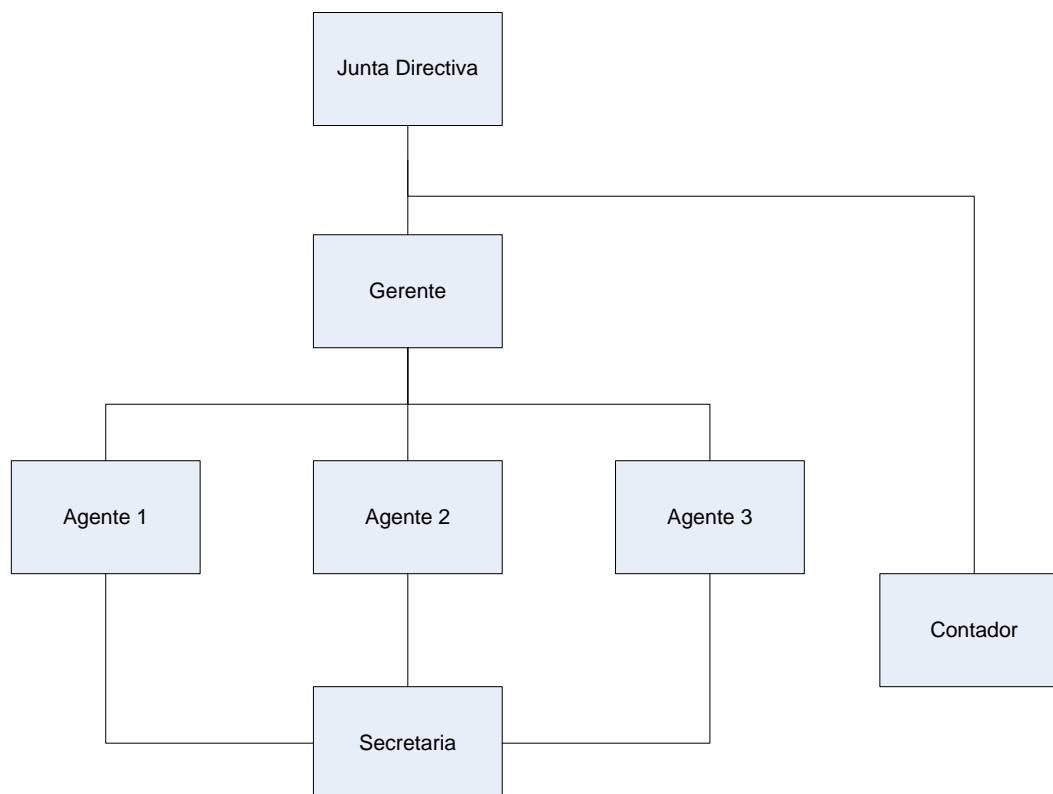 Junta Directiva
Gerente
Agente 1
Agente 2
Agente 3
Contador
Secretaria